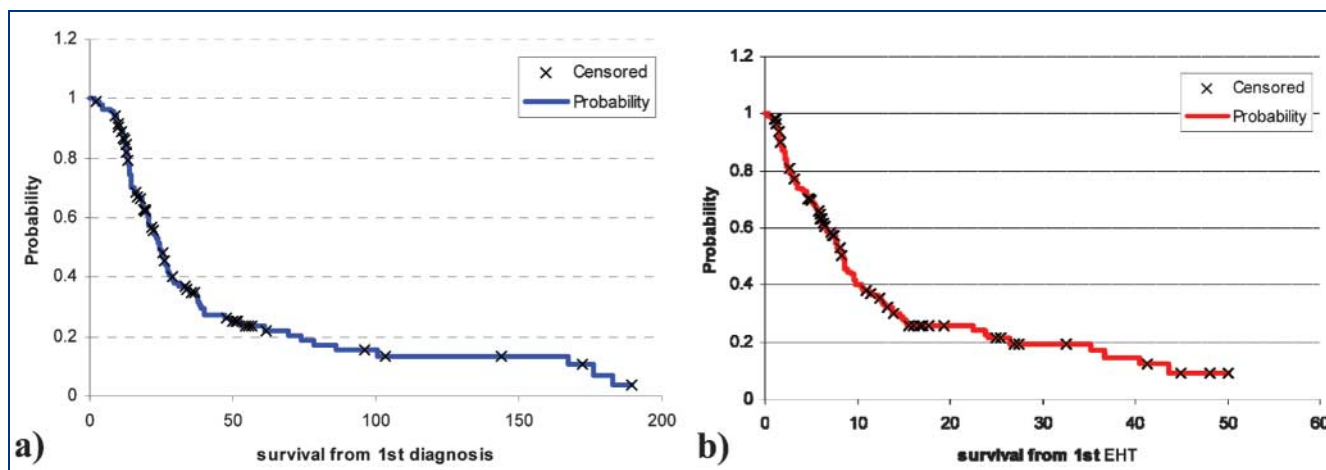 1.2
1
0.8
0.6
0.4
0.2
0
Probability
× Censored
Probability
0 50 100 150 200
survival from 1st diagnosis
a)
1.2
1
0.8
0.6
0.4
0.2
0
Probability
× Censored
Probability
0 10 20 30 40 50 60
survival from 1st EHT
b)